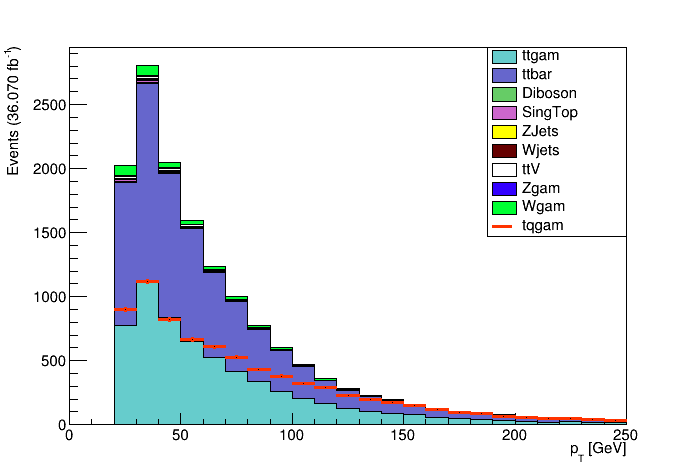 Events (36.070 fb-1)
2500
2000
1500
1000
500
0
0
50
100
150
200
250
pT [GeV]
ttgam
ttbar
Diboson
SingTop
ZJets
Wjets
ttV
Zgam
Wgam
tqgam